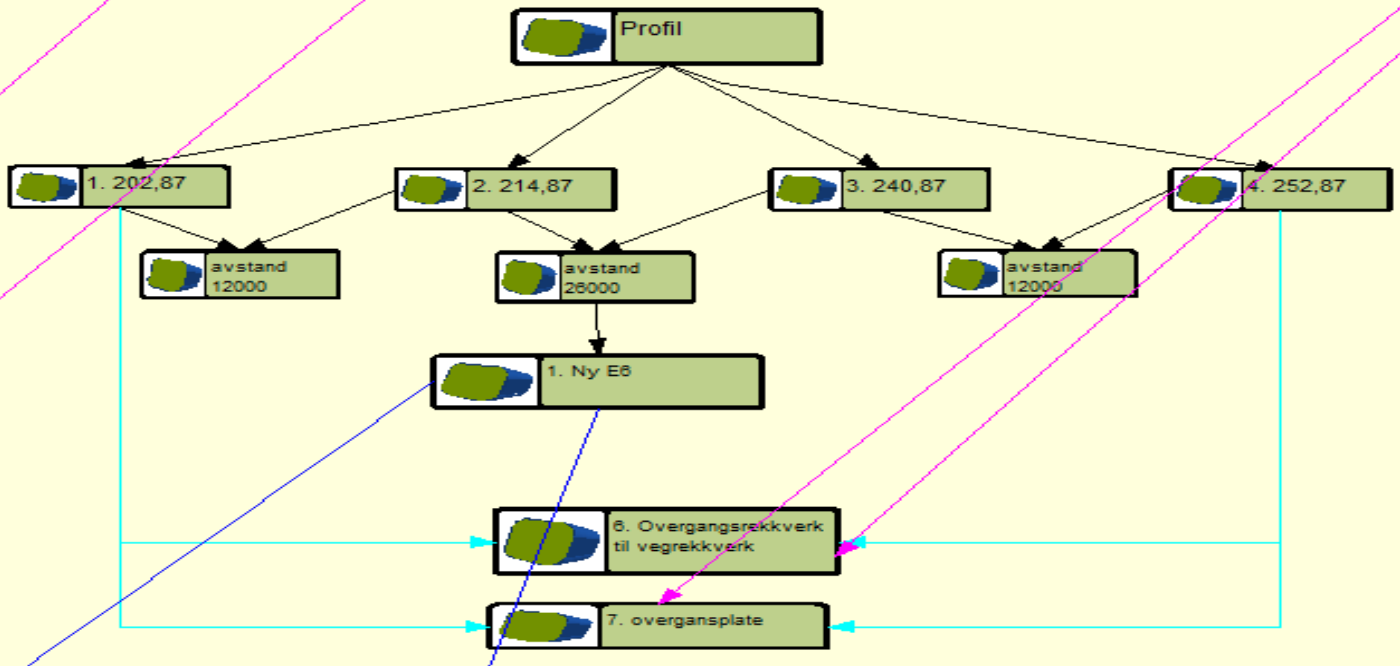 Profil
1. 202,87
2. 214,87
3. 240,87
4. 252,87
avstand
12000
avstand
26000
avstand
12000
1. Ny E6
6. Overgangsrekkverk
til vegrekkverk
7. overgansplate